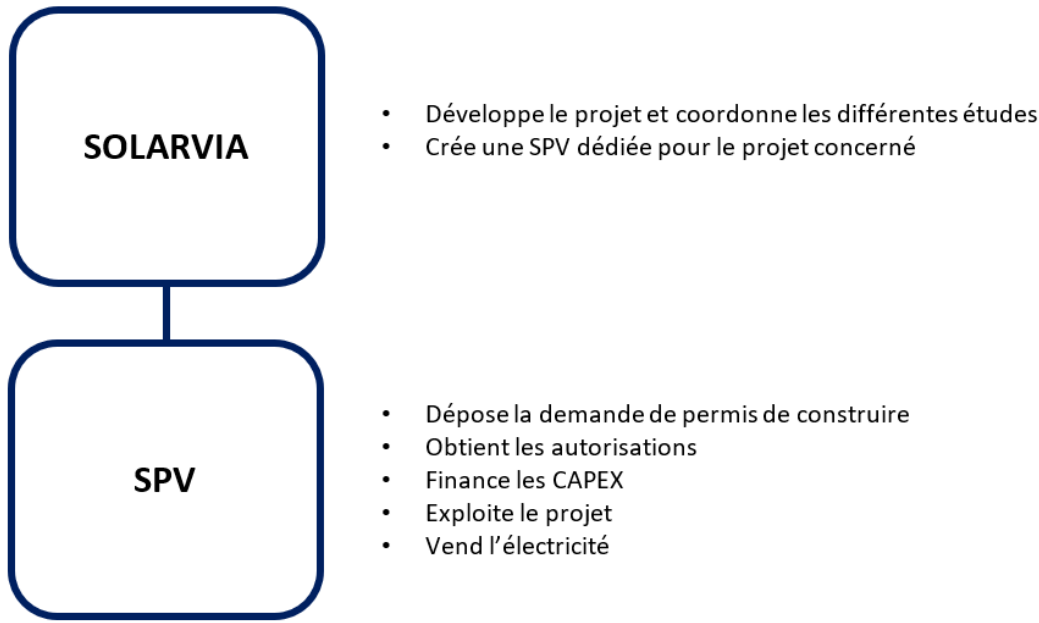 SOLARVIA
• Développe le projet et coordonne les différentes études
• Crée une SPV dédiée pour le projet concerné
SPV
• Dépose la demande de permis de construire
• Obtient les autorisations
• Finance les CAPEX
• Exploite le projet
• Vend l’électricité